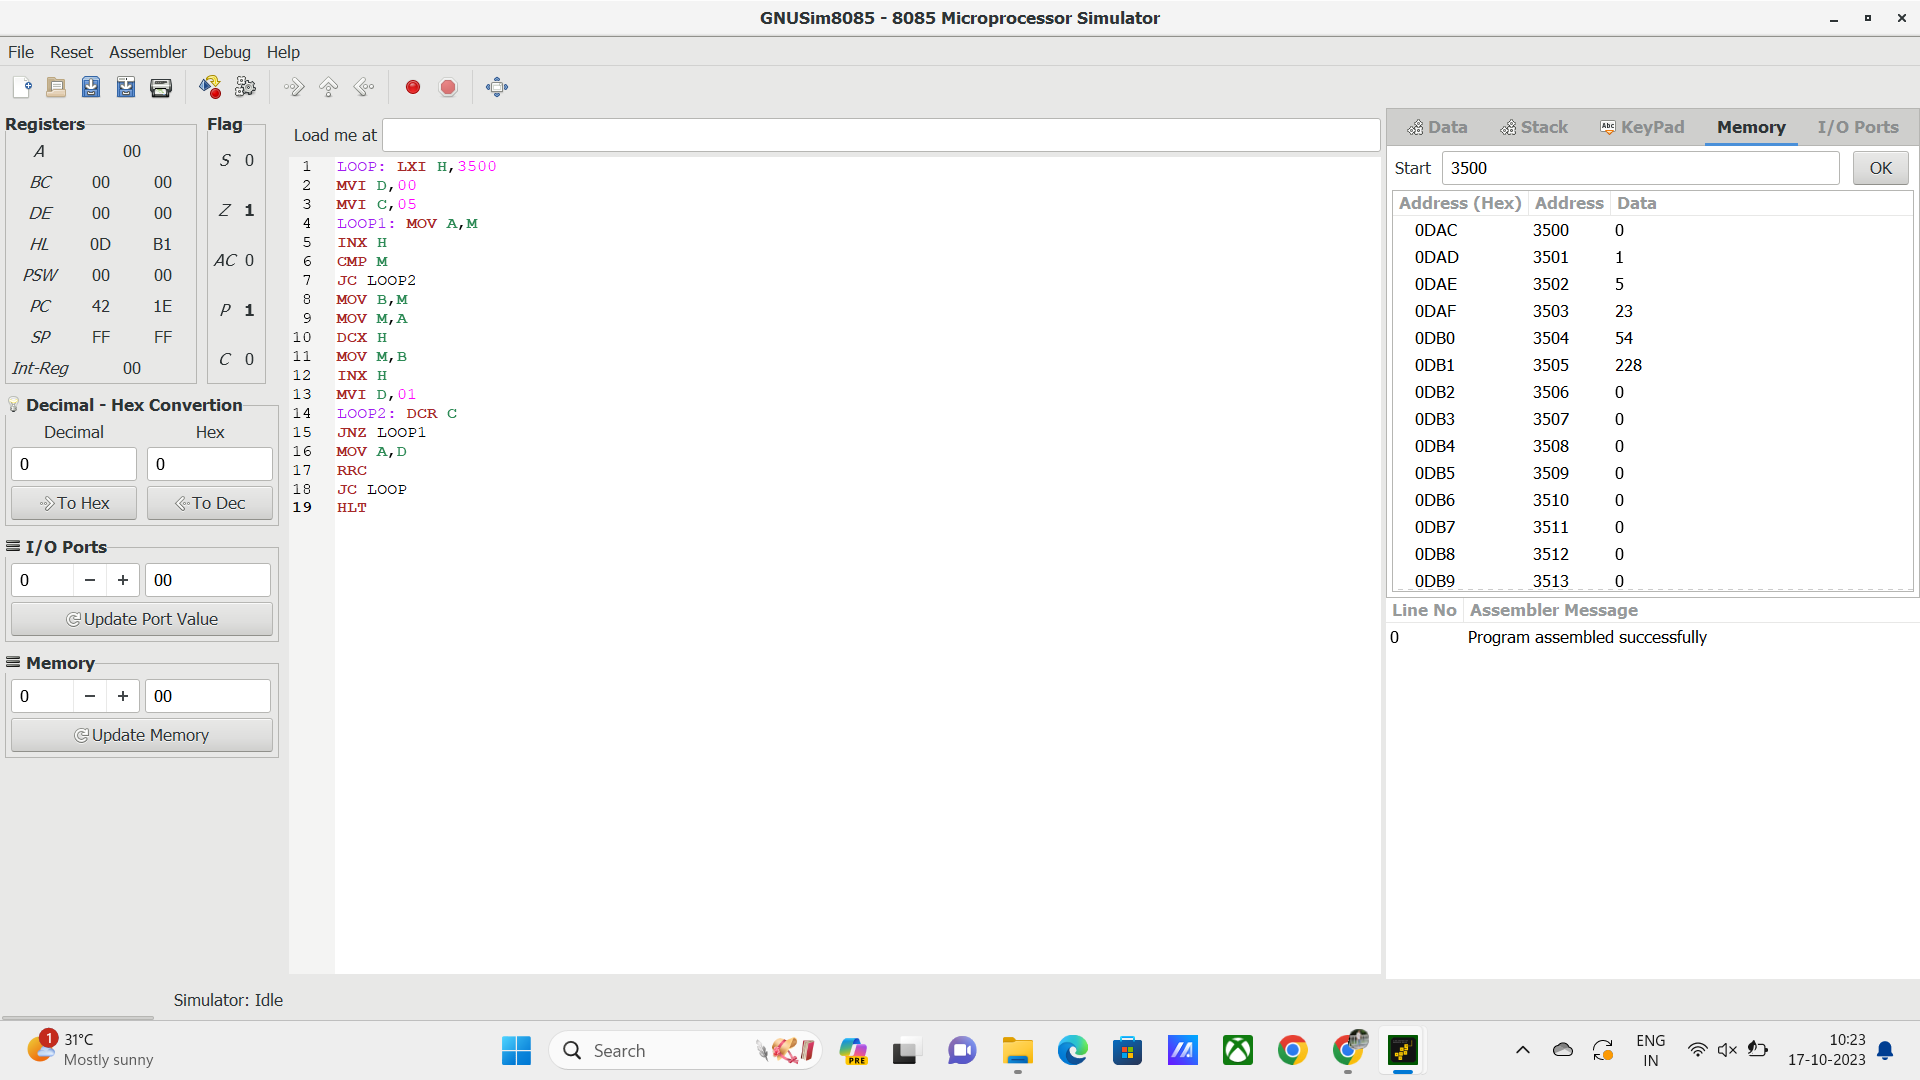 GNUSim8085 - 8085 Microprocessor Simulator
File Reset Assembler Debug Help
Registers
A 00
BC 00 00
DE 00 00
HL 0D B1
PSW 00 00
PC 42 1E
SP FF FF
Int-Reg 00
Flag
S 0
Z 1
AC 0
P 1
C 0
Decimal - Hex Convertion
Decimal Hex
0 0
To Hex To Dec
I/O Ports
0 − + 00
Update Port Value
Memory
0 − + 00
Update Memory
Load me at
1 LOOP: LXI H,3500
2 MVI D,00
3 MVI C,05
4 LOOP1: MOV A,M
5 INX H
6 CMP M
7 JC LOOP2
8 MOV B,M
9 MOV M,A
10 DCX H
11 MOV M,B
12 INX H
13 MVI D,01
14 LOOP2: DCR C
15 JNZ LOOP1
16 MOV A,D
17 RRC
18 JC LOOP
19 HLT
Data Stack Abc KeyPad Memory I/O Ports
Start 3500 OK
Address (Hex) Address Data
0DAC 3500 0
0DAD 3501 1
0DAE 3502 5
0DAF 3503 23
0DB0 3504 54
0DB1 3505 228
0DB2 3506 0
0DB3 3507 0
0DB4 3508 0
0DB5 3509 0
0DB6 3510 0
0DB7 3511 0
0DB8 3512 0
0DB9 3513 0
Line No Assembler Message
0 Program assembled successfully
Simulator: Idle
1 31°C
Mostly sunny
Search
PRE
ENG
IN
10:23
17-10-2023